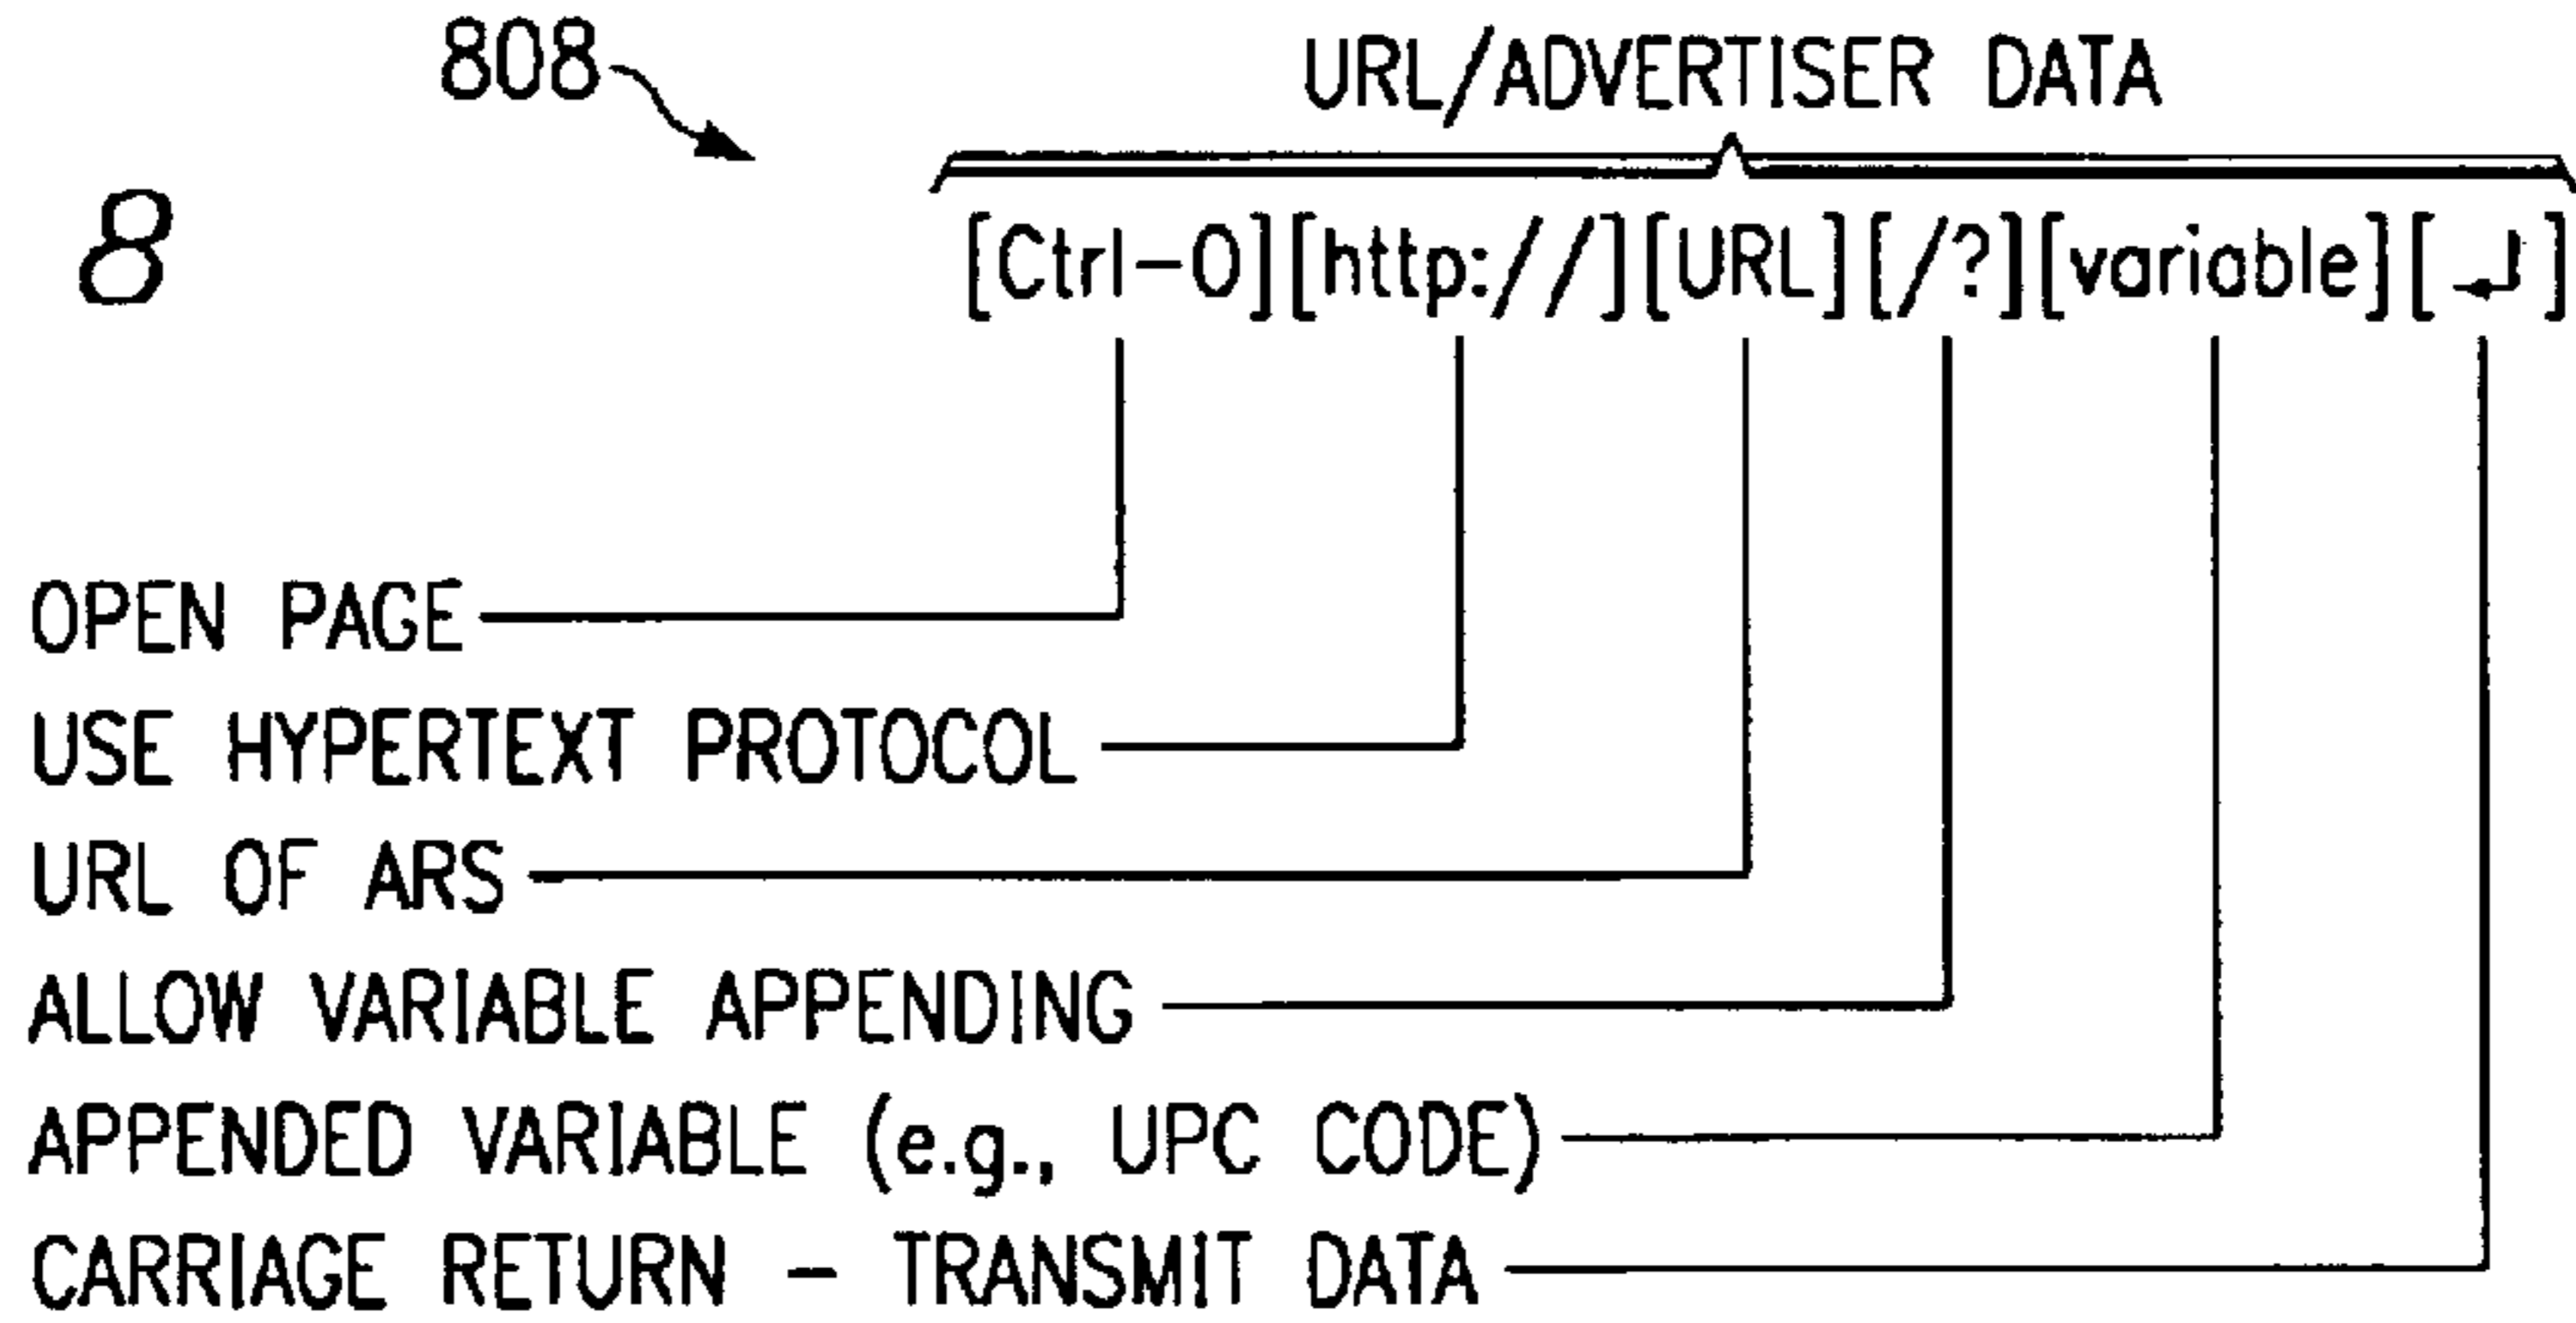 808
URL/ADVERTISER DATA
8
[Ctrl-O][http://][URL][/?][variable][↲]
OPEN PAGE
USE HYPERTEXT PROTOCOL
URL OF ARS
ALLOW VARIABLE APPENDING
APPENDED VARIABLE (e.g., UPC CODE)
CARRIAGE RETURN - TRANSMIT DATA